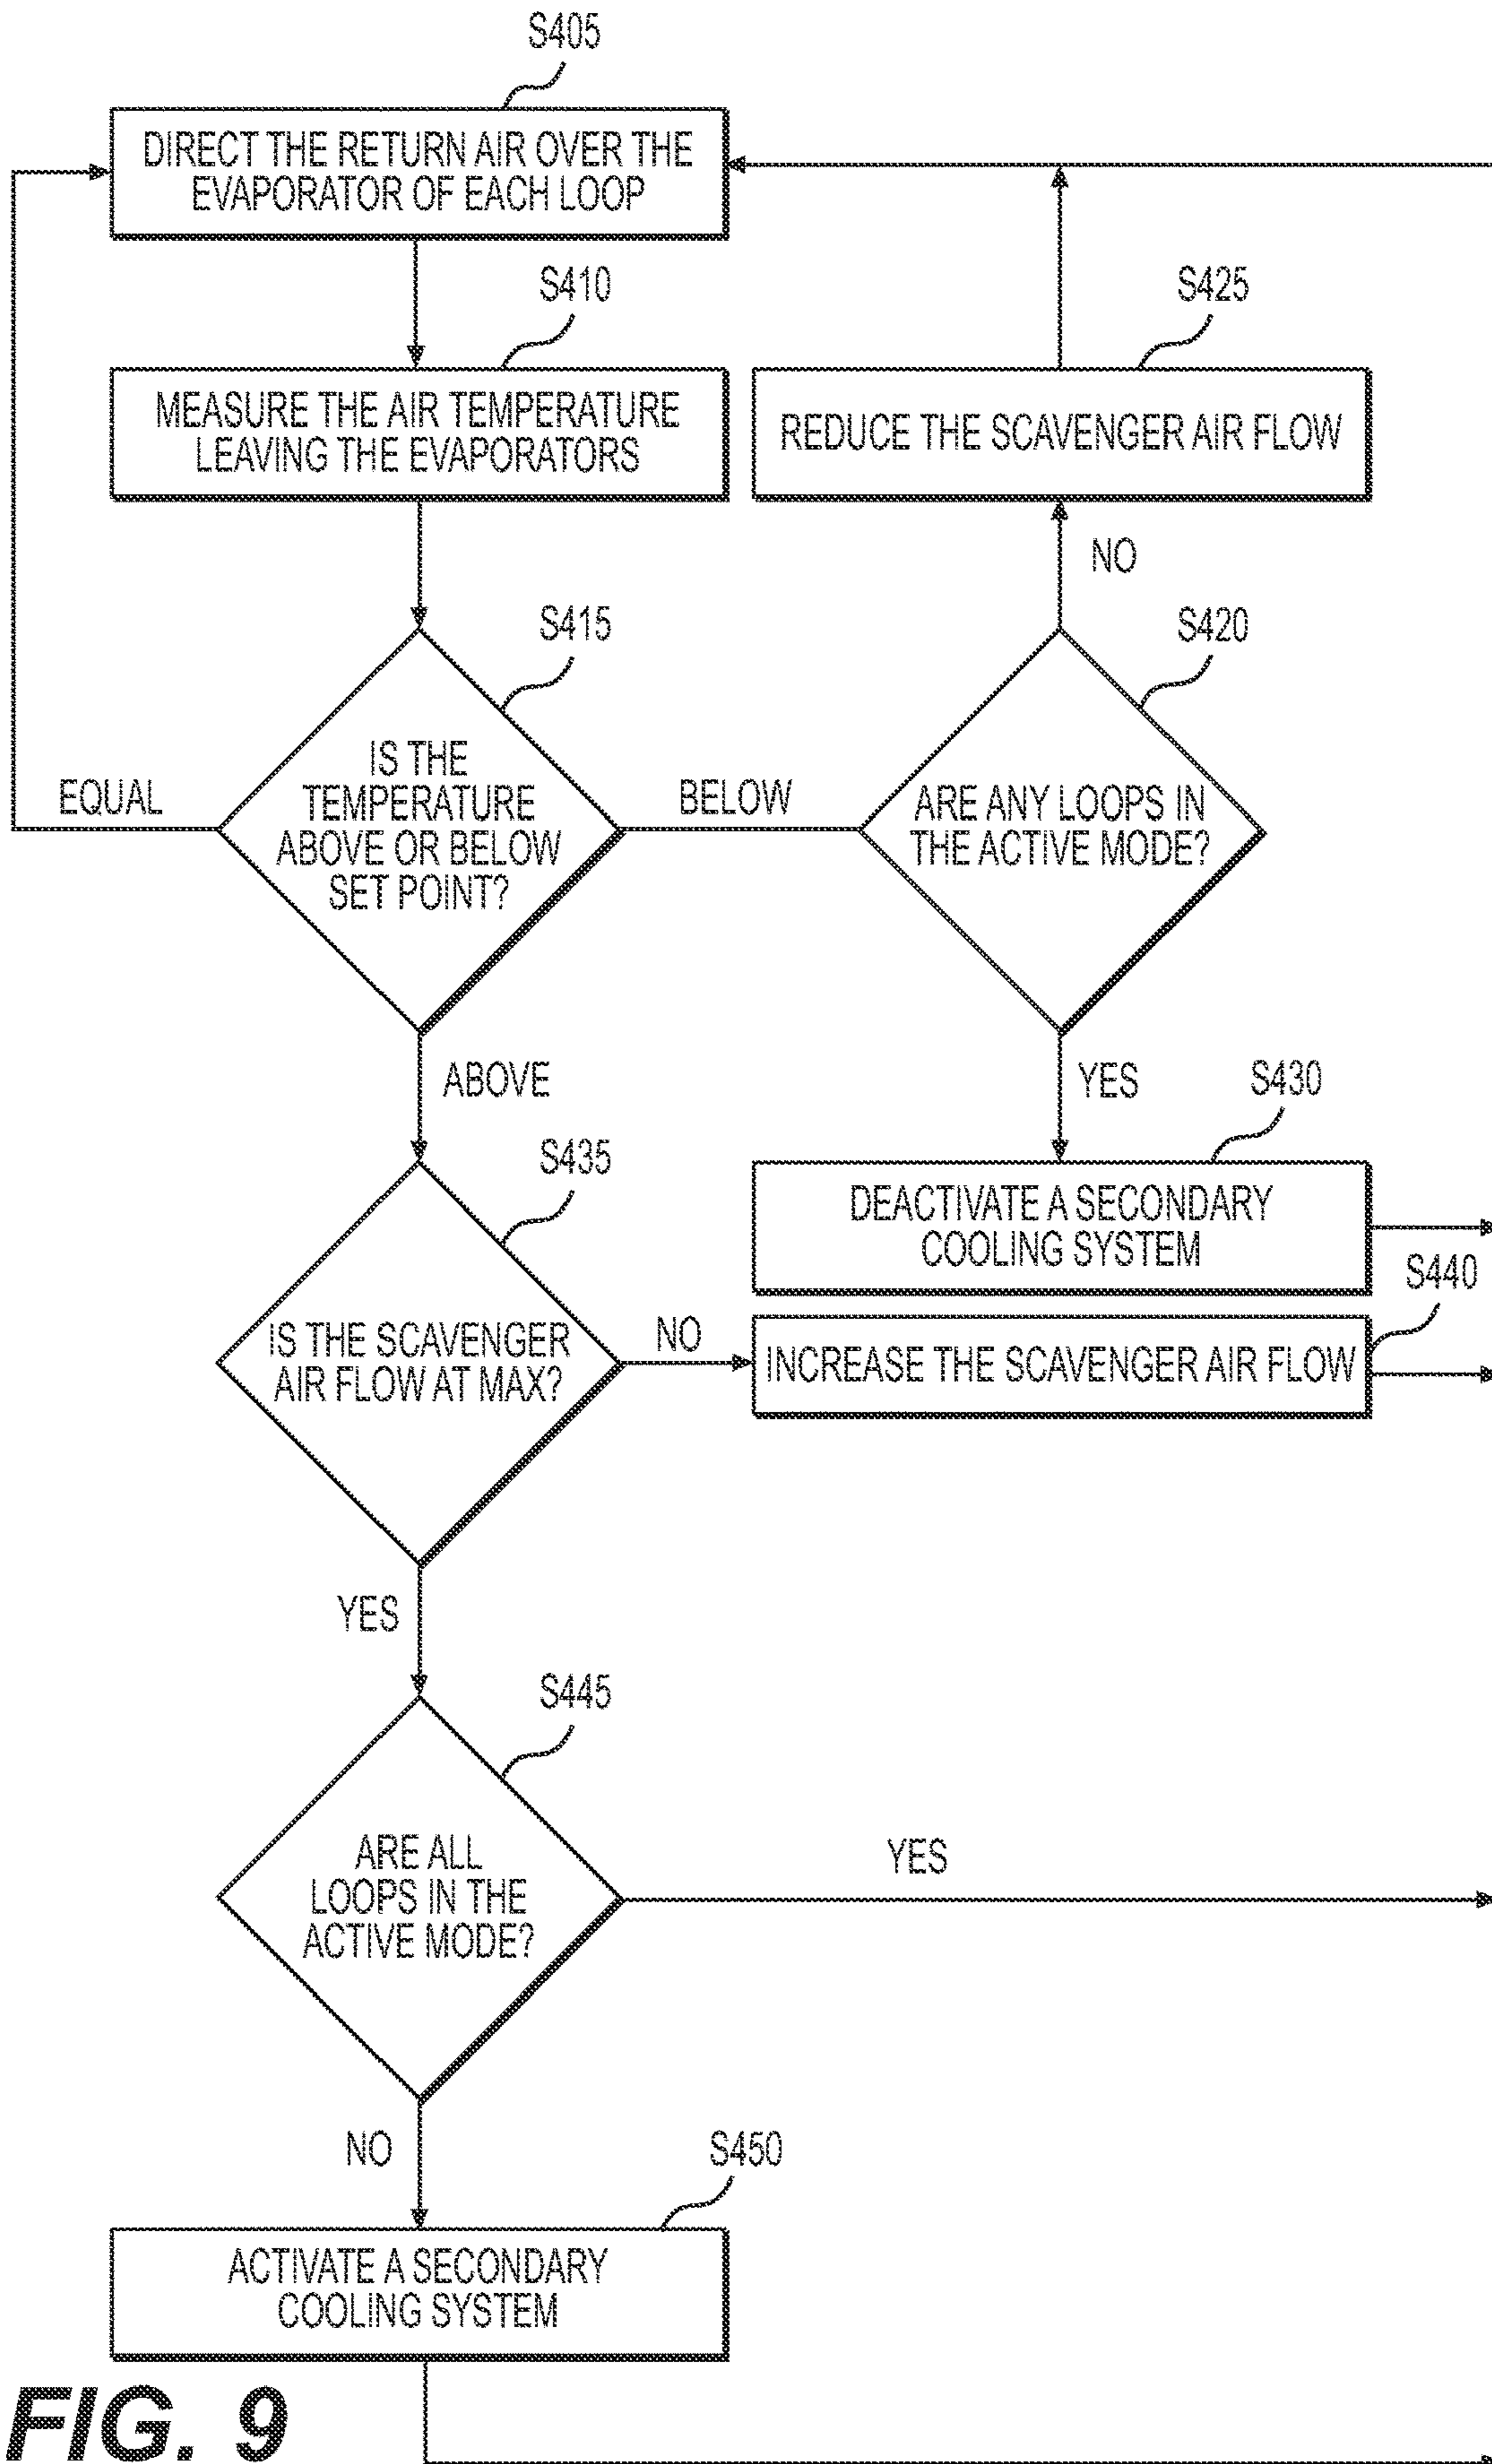 S405
DIRECT THE RETURN AIR OVER THE
EVAPORATOR OF EACH LOOP
S410
MEASURE THE AIR TEMPERATURE
LEAVING THE EVAPORATORS
S425
REDUCE THE SCAVENGER AIR FLOW
NO
S415
IS THE
TEMPERATURE
ABOVE OR BELOW
SET POINT?
EQUAL
BELOW
S420
ARE ANY LOOPS IN
THE ACTIVE MODE?
ABOVE
YES
S430
DEACTIVATE A SECONDARY
COOLING SYSTEM
S435
IS THE SCAVENGER
AIR FLOW AT MAX?
NO
S440
INCREASE THE SCAVENGER AIR FLOW
YES
S445
ARE ALL
LOOPS IN THE
ACTIVE MODE?
YES
NO
S450
ACTIVATE A SECONDARY
COOLING SYSTEM
FIG. 9